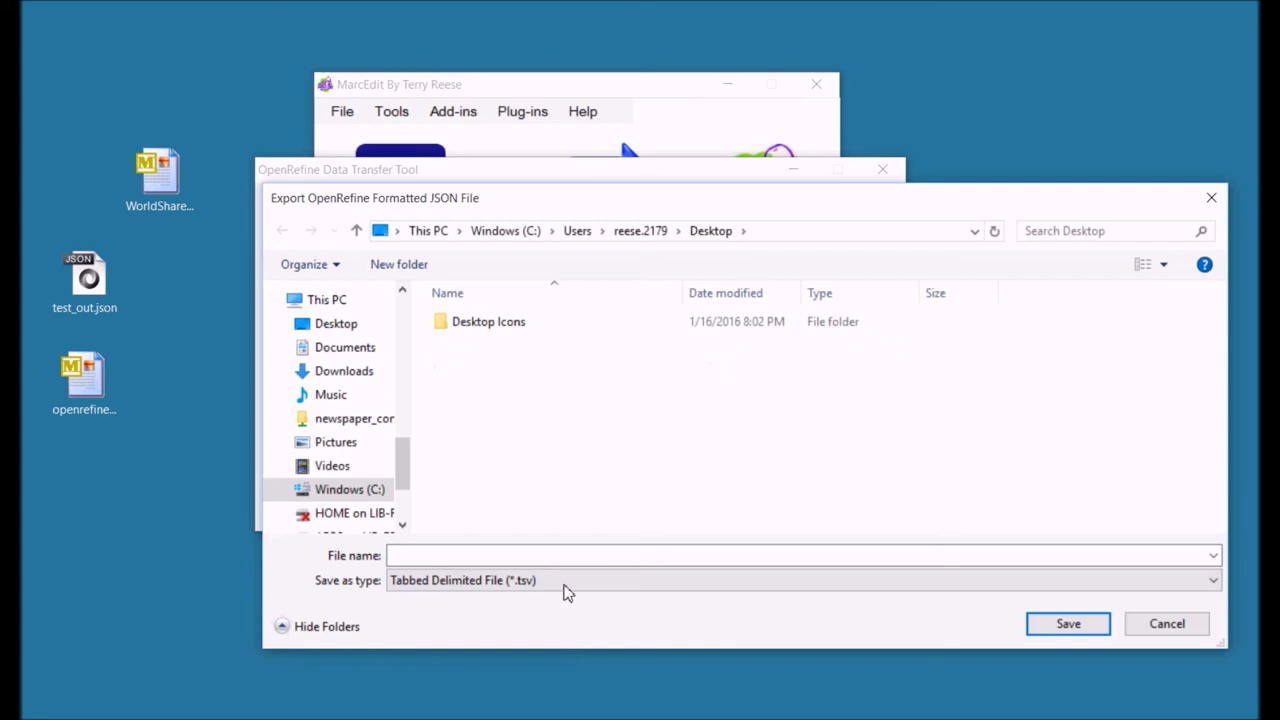 MarcEdit By Terry Reese
File Tools Add-ins Plug-ins Help
OpenRefine Data Transfer Tool
Export OpenRefine Formatted JSON File
This PC > Windows (C:) > Users > reese.2179 > Desktop >
Search Desktop
Organize
New folder
Name Date modified Type Size
Desktop Icons 1/16/2016 8:02 PM File folder
This PC
Desktop
Documents
Downloads
Music
newspaper_cor
Pictures
Videos
Windows (C:)
HOME on LIB-F
File name:
Save as type: Tabbed Delimited File (*.tsv)
Hide Folders
Save
Cancel
M
WorldShare...
JSON
test_out.json
M
openrefine...